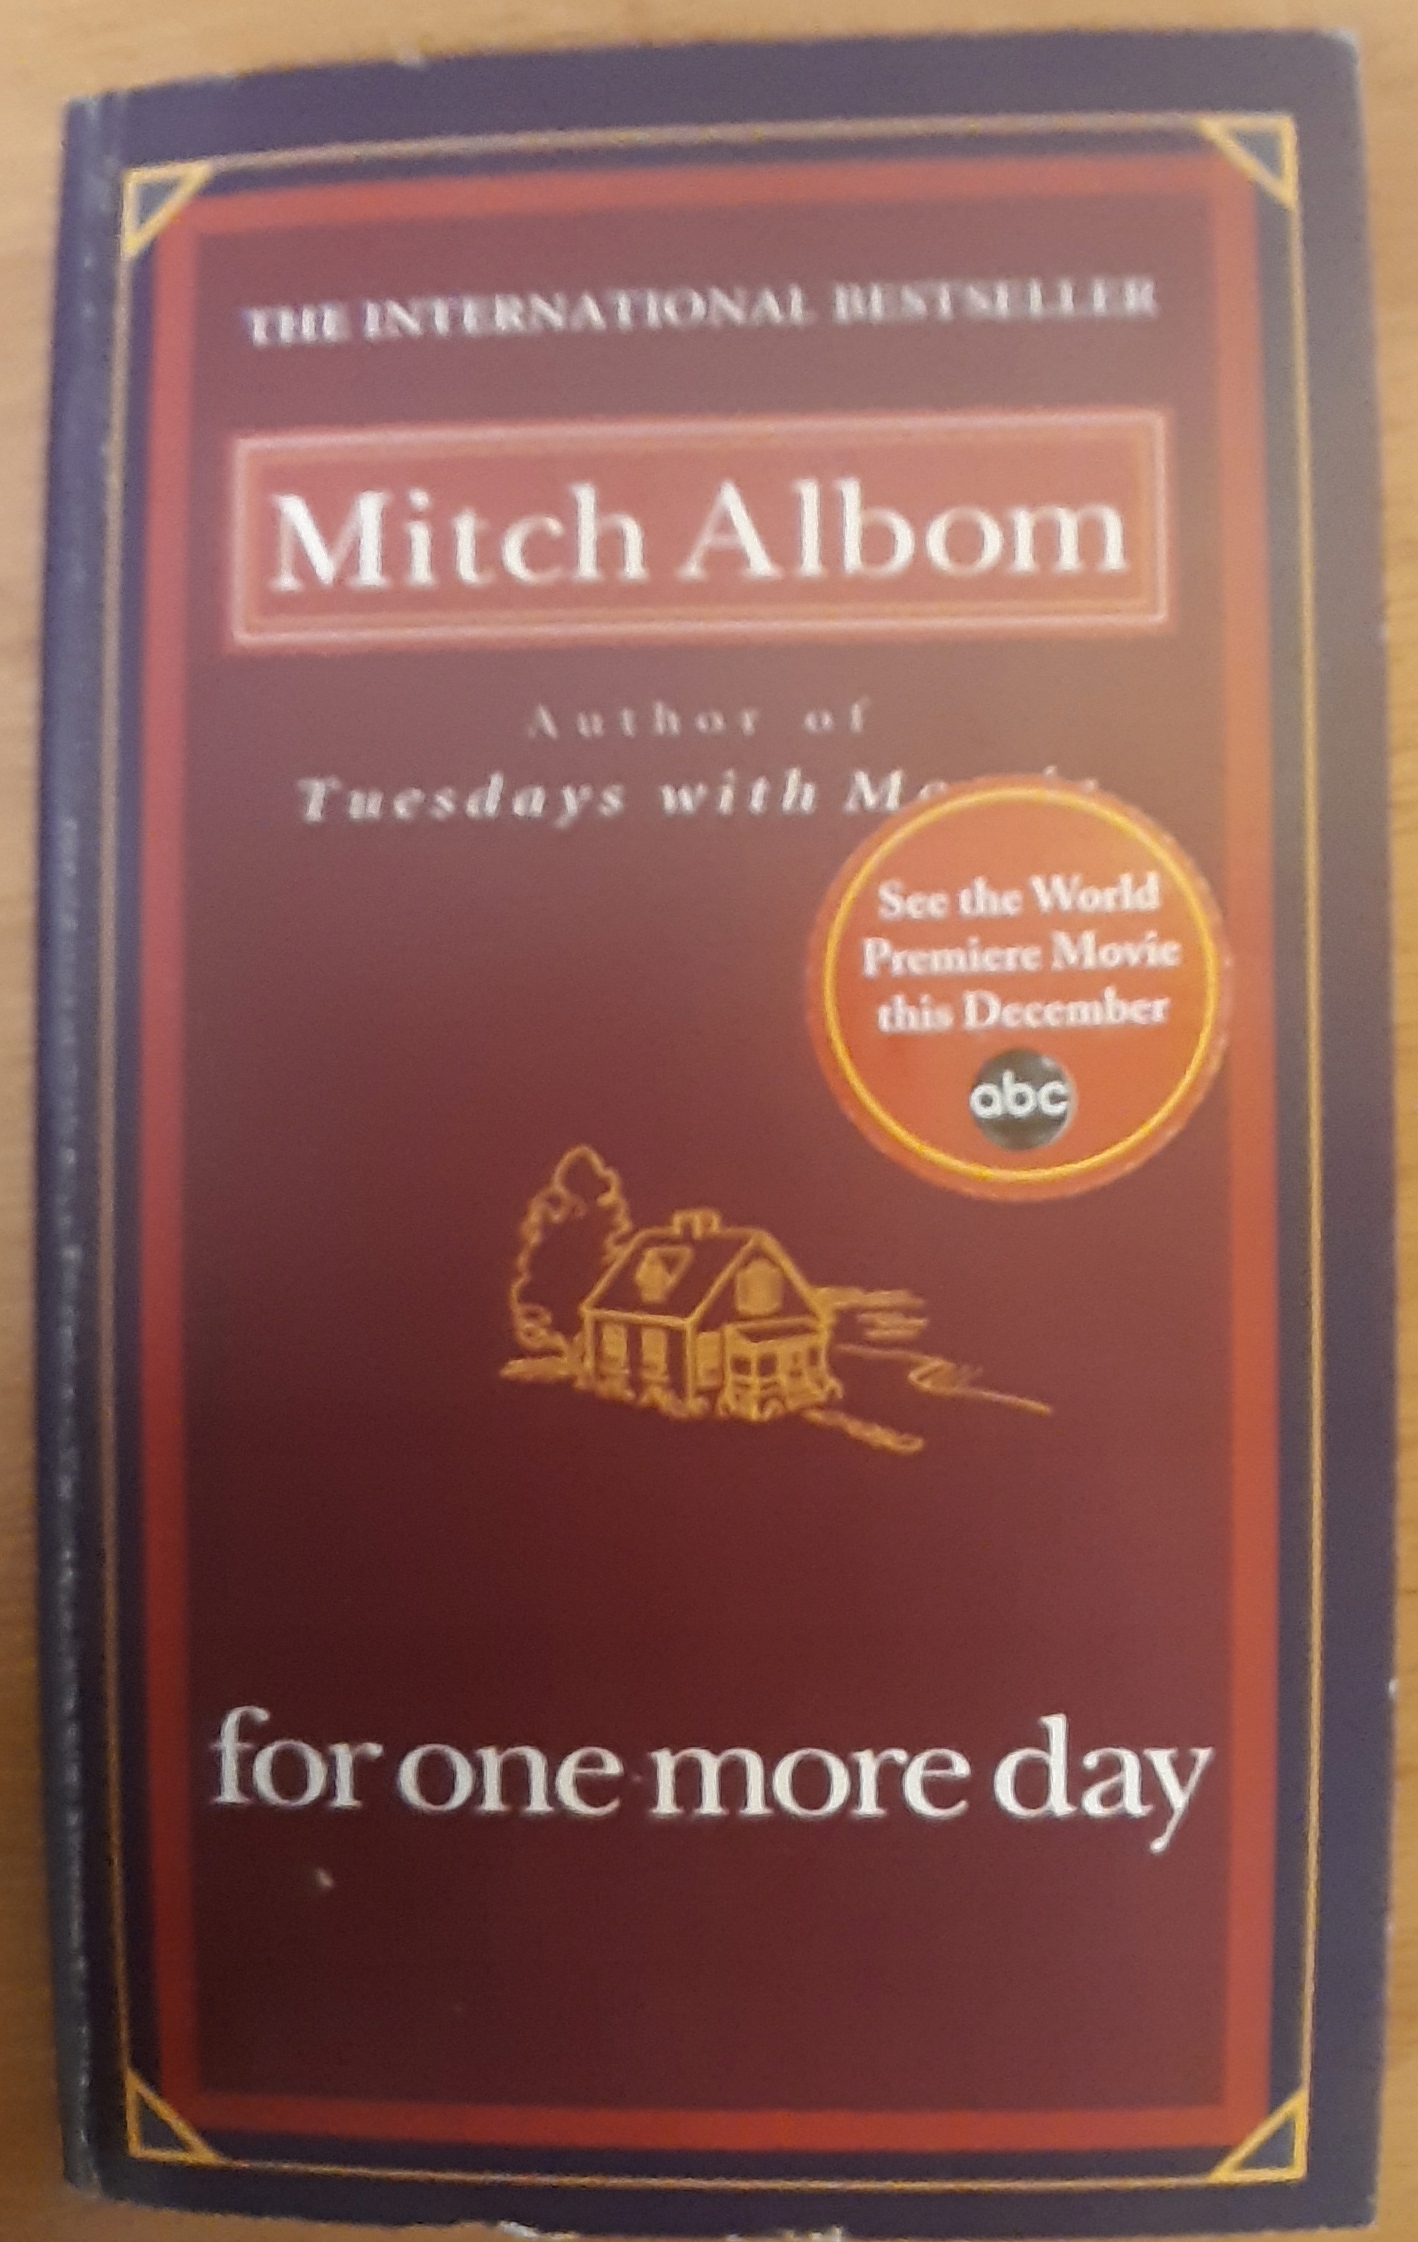 THE INTERNATIONAL BESTSELLER
Mitch Albom
Author of
Tuesdays with
See the World
Premiere Movie
this December
abc
for one more day